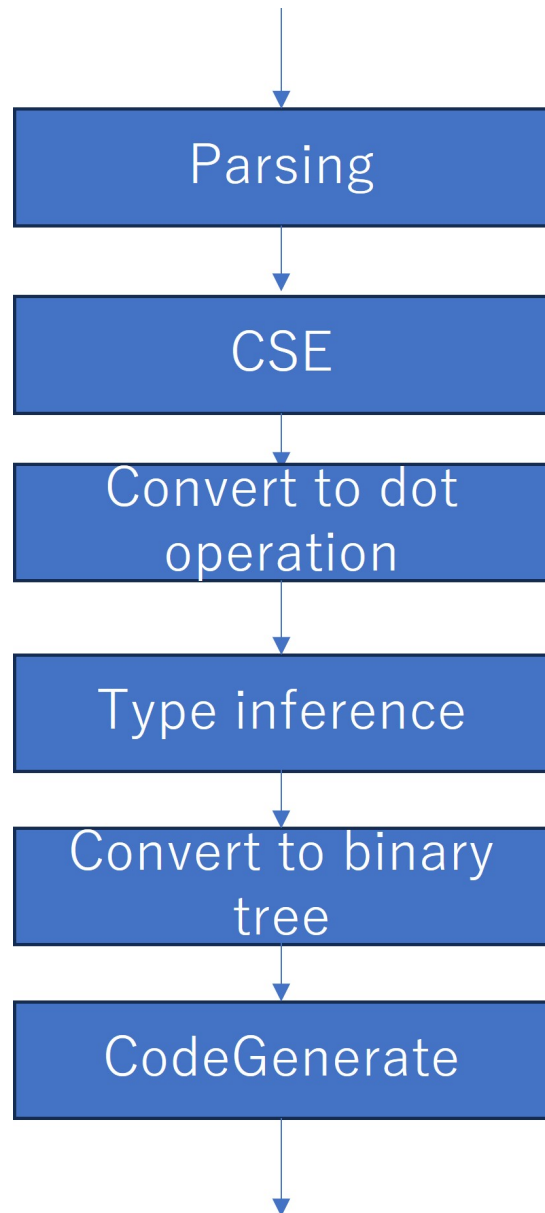 Parsing
CSE
Convert to dot
operation
Type inference
Convert to binary
tree
CodeGenerate